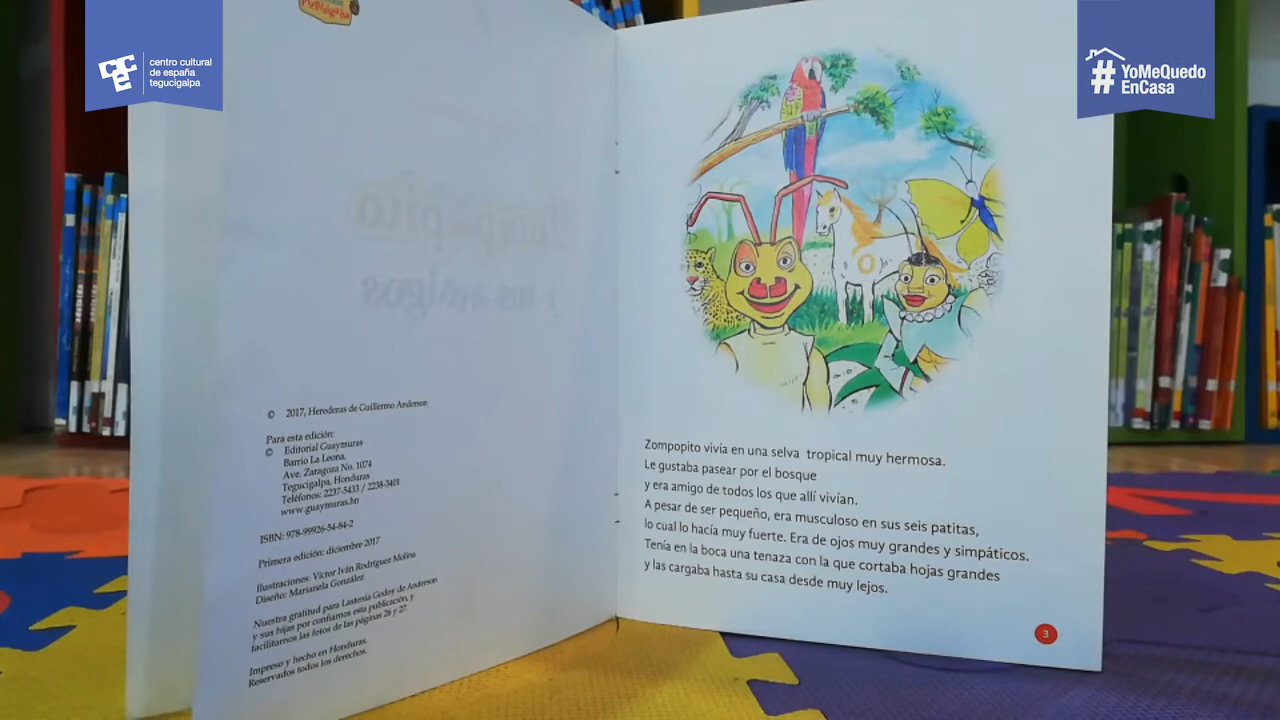 centro cultural
de españa
tegucigalpa
#YoMeQuedo
EnCasa
© 2017, Herederas de Guillermo Anderson
Para esta edición:
© Editorial Guaymuras
Barrio La Leona,
Ave. Zaragoza No. 1074
Tegucigalpa, Honduras
Teléfonos: 2237-5433 / 2238-3401
www.guaymuras.hn
ISBN: 978-99926-54-84-2
Primera edición: diciembre 2017
Ilustraciones: Víctor Iván Rodríguez Molina
Diseño: Marianela González
Nuestra gratitud para Lastenia Godoy de Anderson
y sus hijas por confiarnos esta publicación, y
facilitarnos las fotos de las páginas 26 y 27.
Impreso y hecho en Honduras.
Reservados todos los derechos.
Zompopito vivía en una selva tropical muy hermosa.
Le gustaba pasear por el bosque
y era amigo de todos los que allí vivían.
A pesar de ser pequeño, era musculoso en sus seis patitas,
lo cual lo hacía muy fuerte. Era de ojos muy grandes y simpáticos.
Tenía en la boca una tenaza con la que cortaba hojas grandes
y las cargaba hasta su casa desde muy lejos.
3